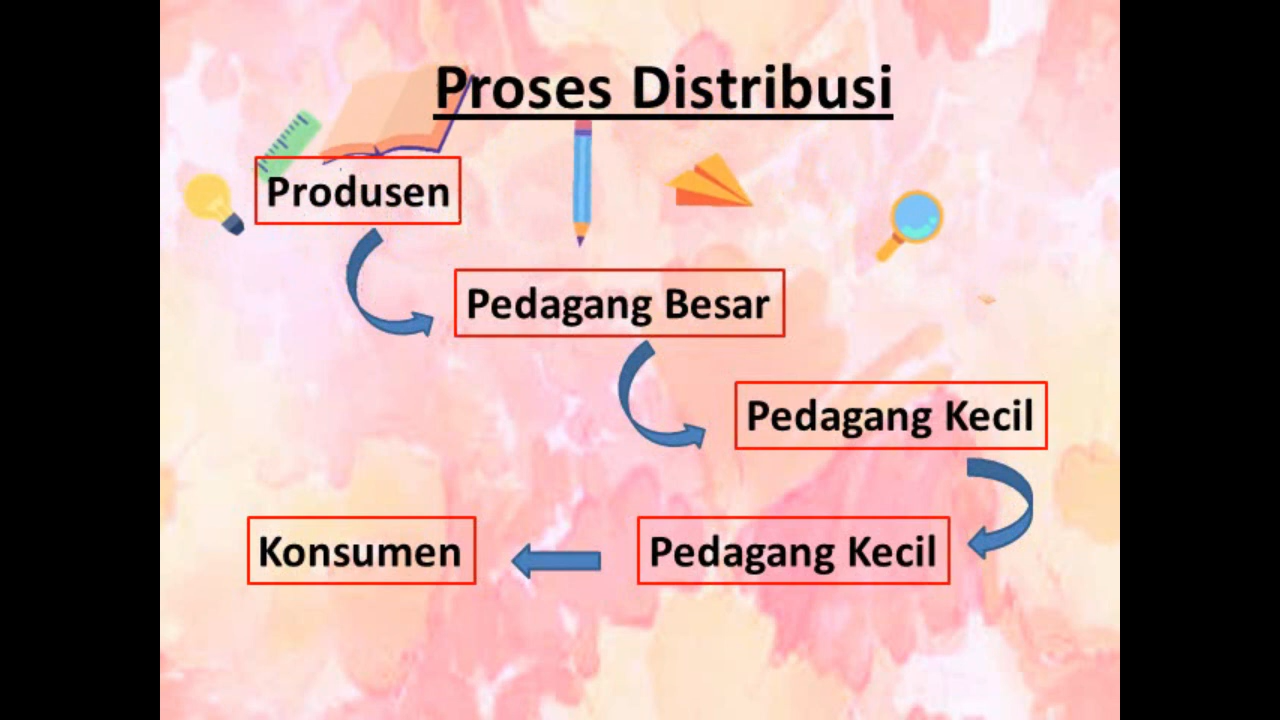 Proses Distribusi
Produsen
Pedagang Besar
Pedagang Kecil
Pedagang Kecil
Konsumen